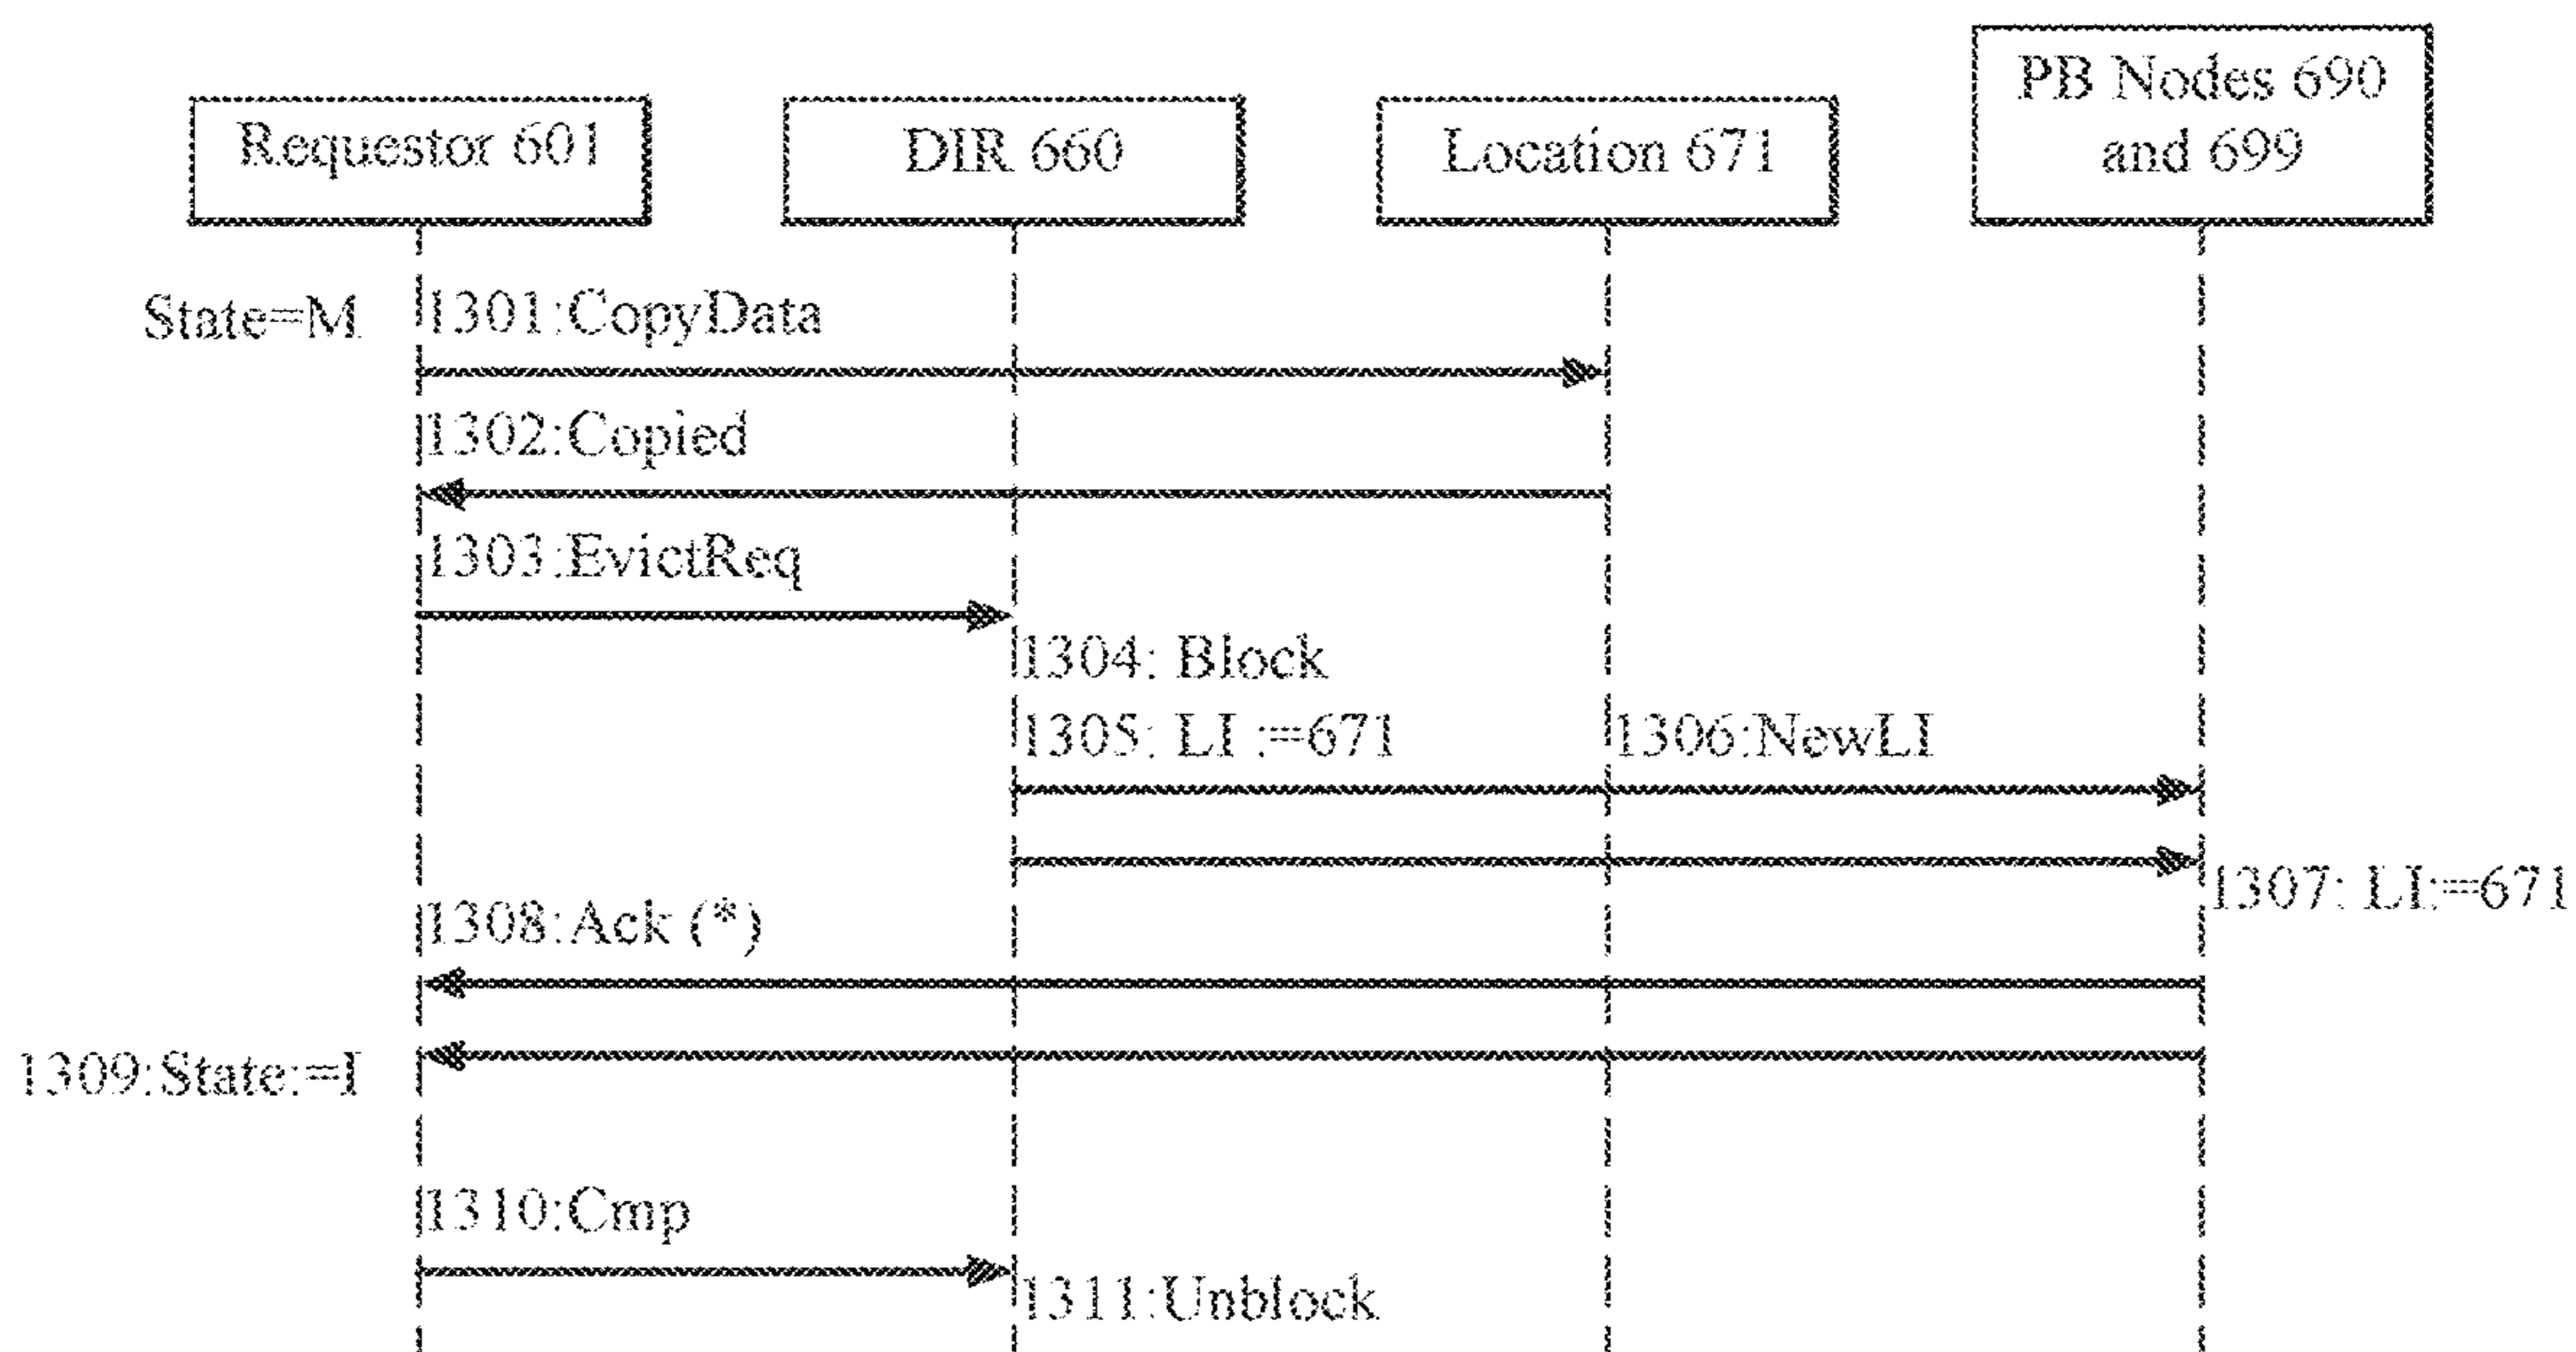 Requestor 601
DIR 660
Location 671
PB Nodes 690
and 699
State=M
1301:CopyData
1302:Copied
1303:EvictReq
1304: Block
1305: LI :=671
1306:NewLI
1307: LI:=671
1308:Ack (*)
1309:State:=I
1310:Cmp
1311:Unblock